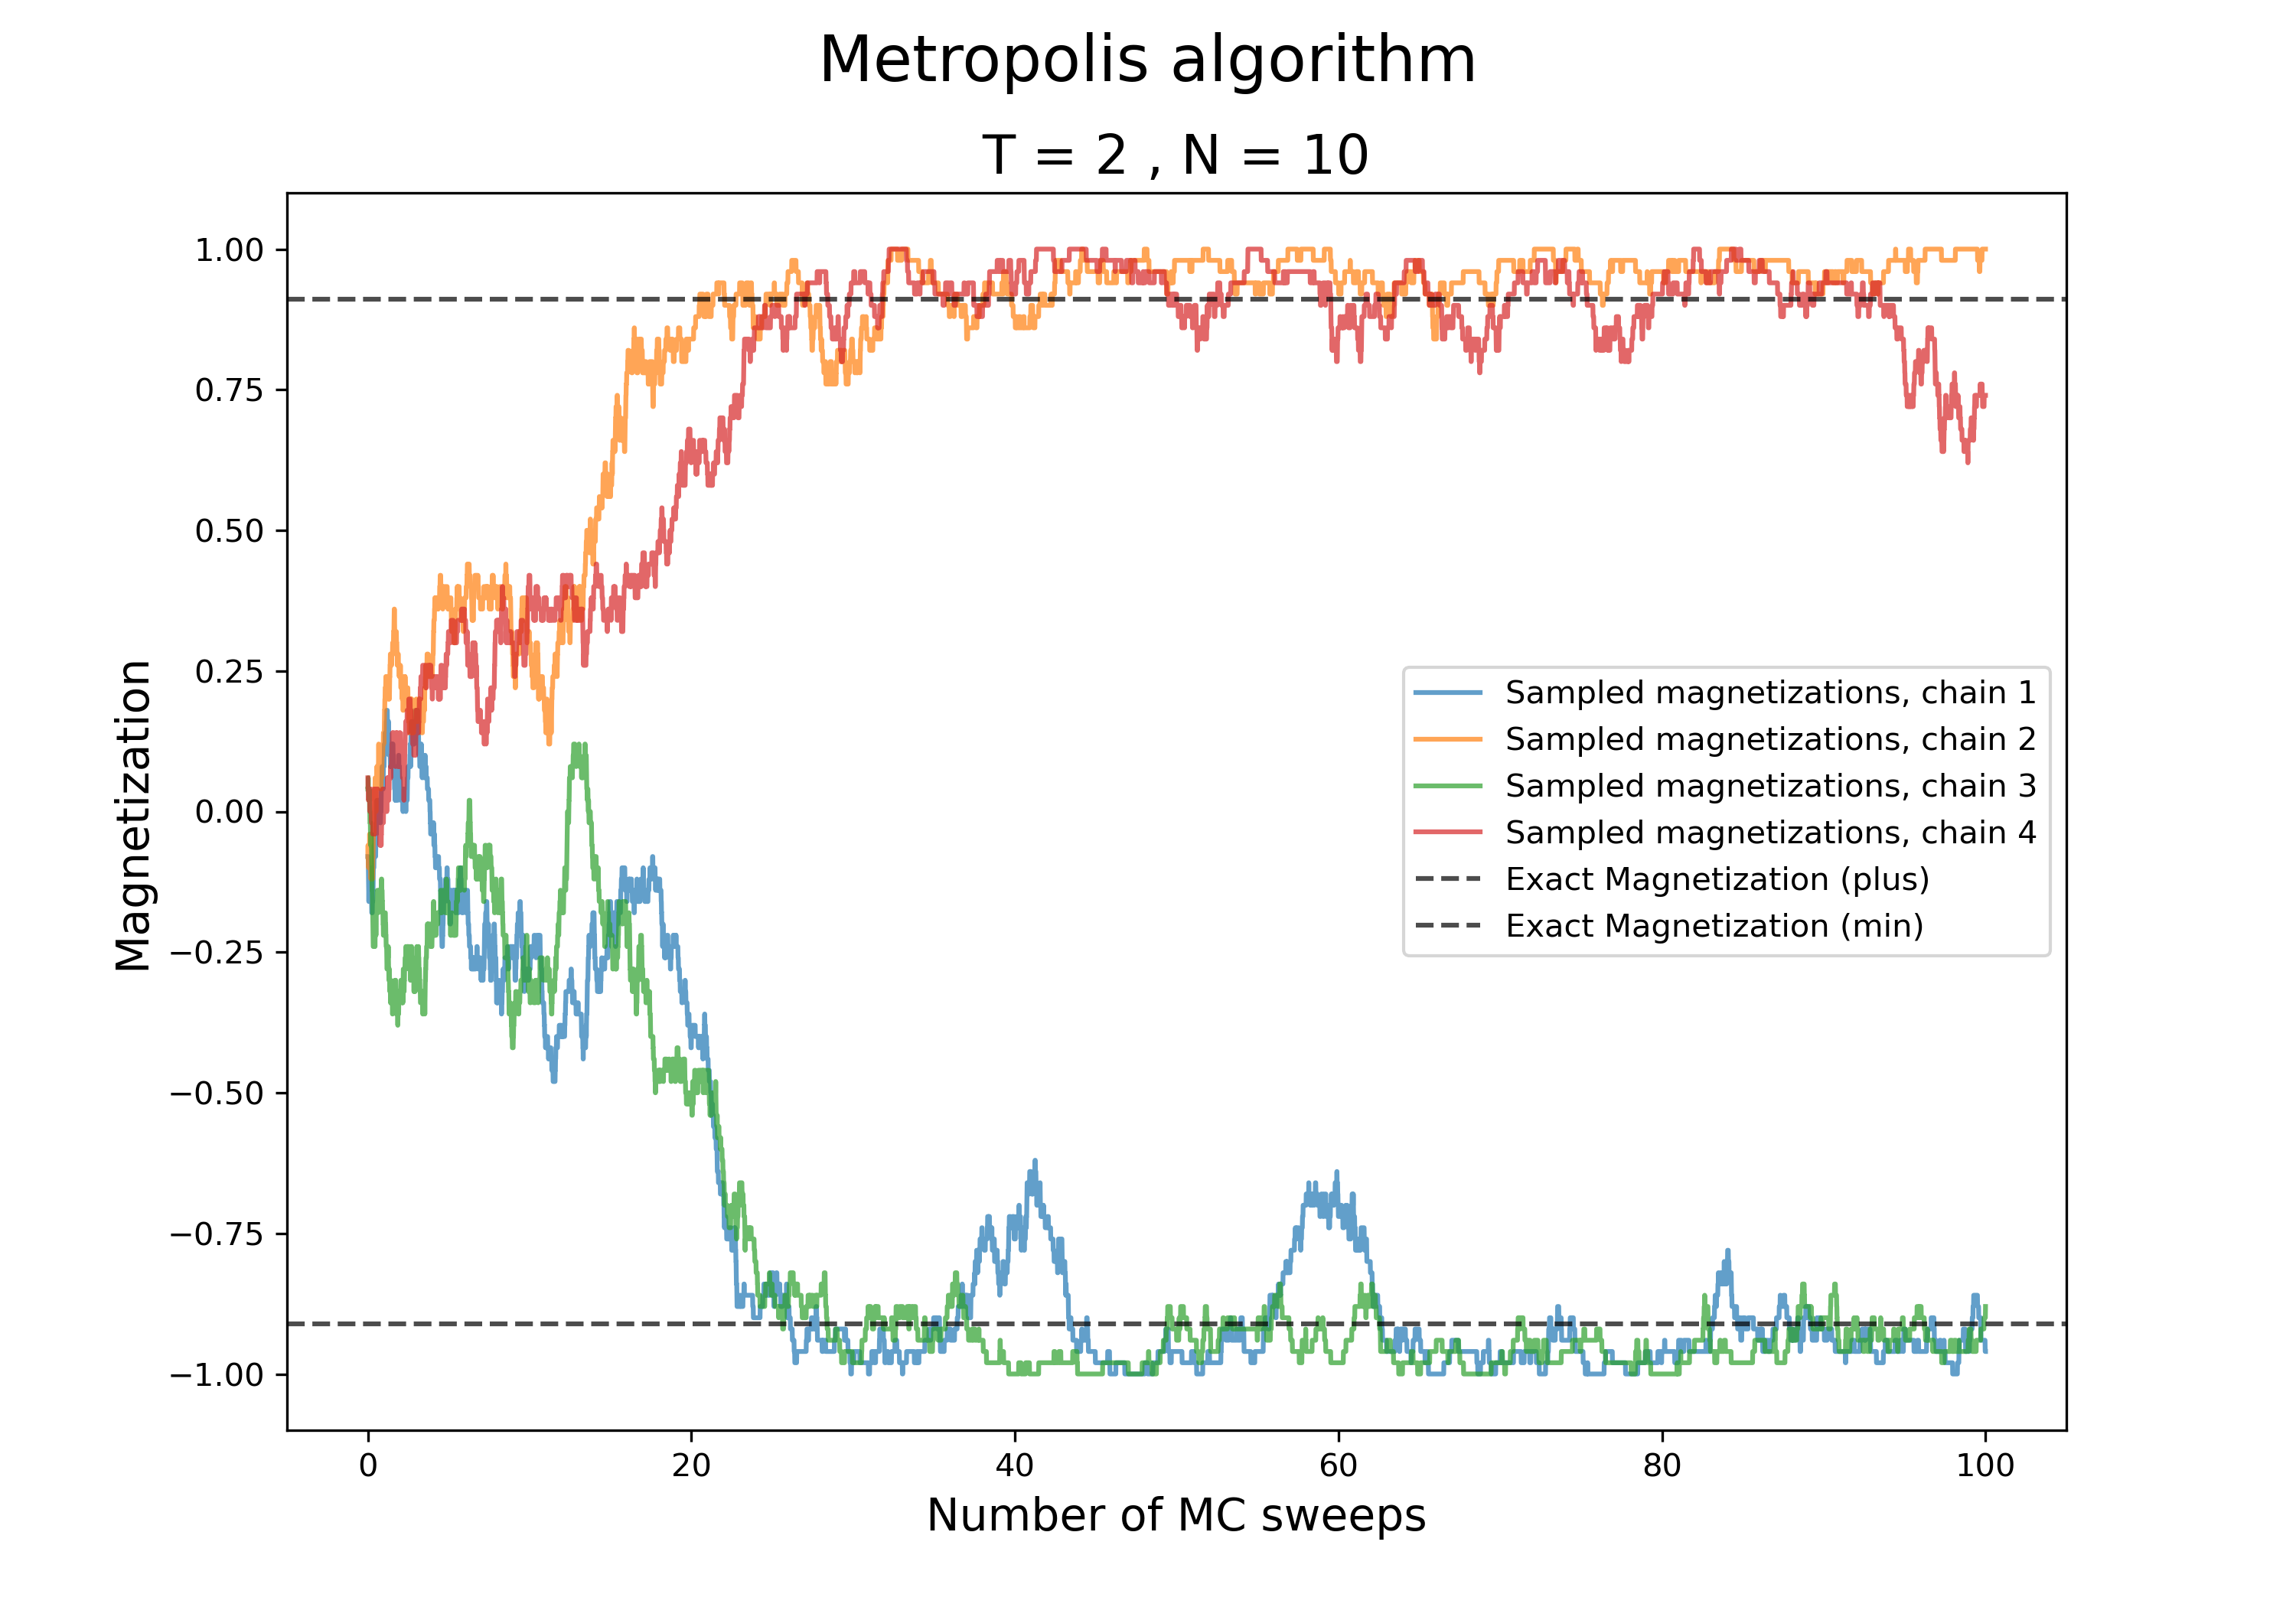 Metropolis algorithm
T = 2 , N = 10
1.00
0.75
0.50
0.25
0.00
−0.25
−0.50
−0.75
−1.00
Magnetization
Sampled magnetizations, chain 1
Sampled magnetizations, chain 2
Sampled magnetizations, chain 3
Sampled magnetizations, chain 4
Exact Magnetization (plus)
Exact Magnetization (min)
0 20 40 60 80 100
Number of MC sweeps